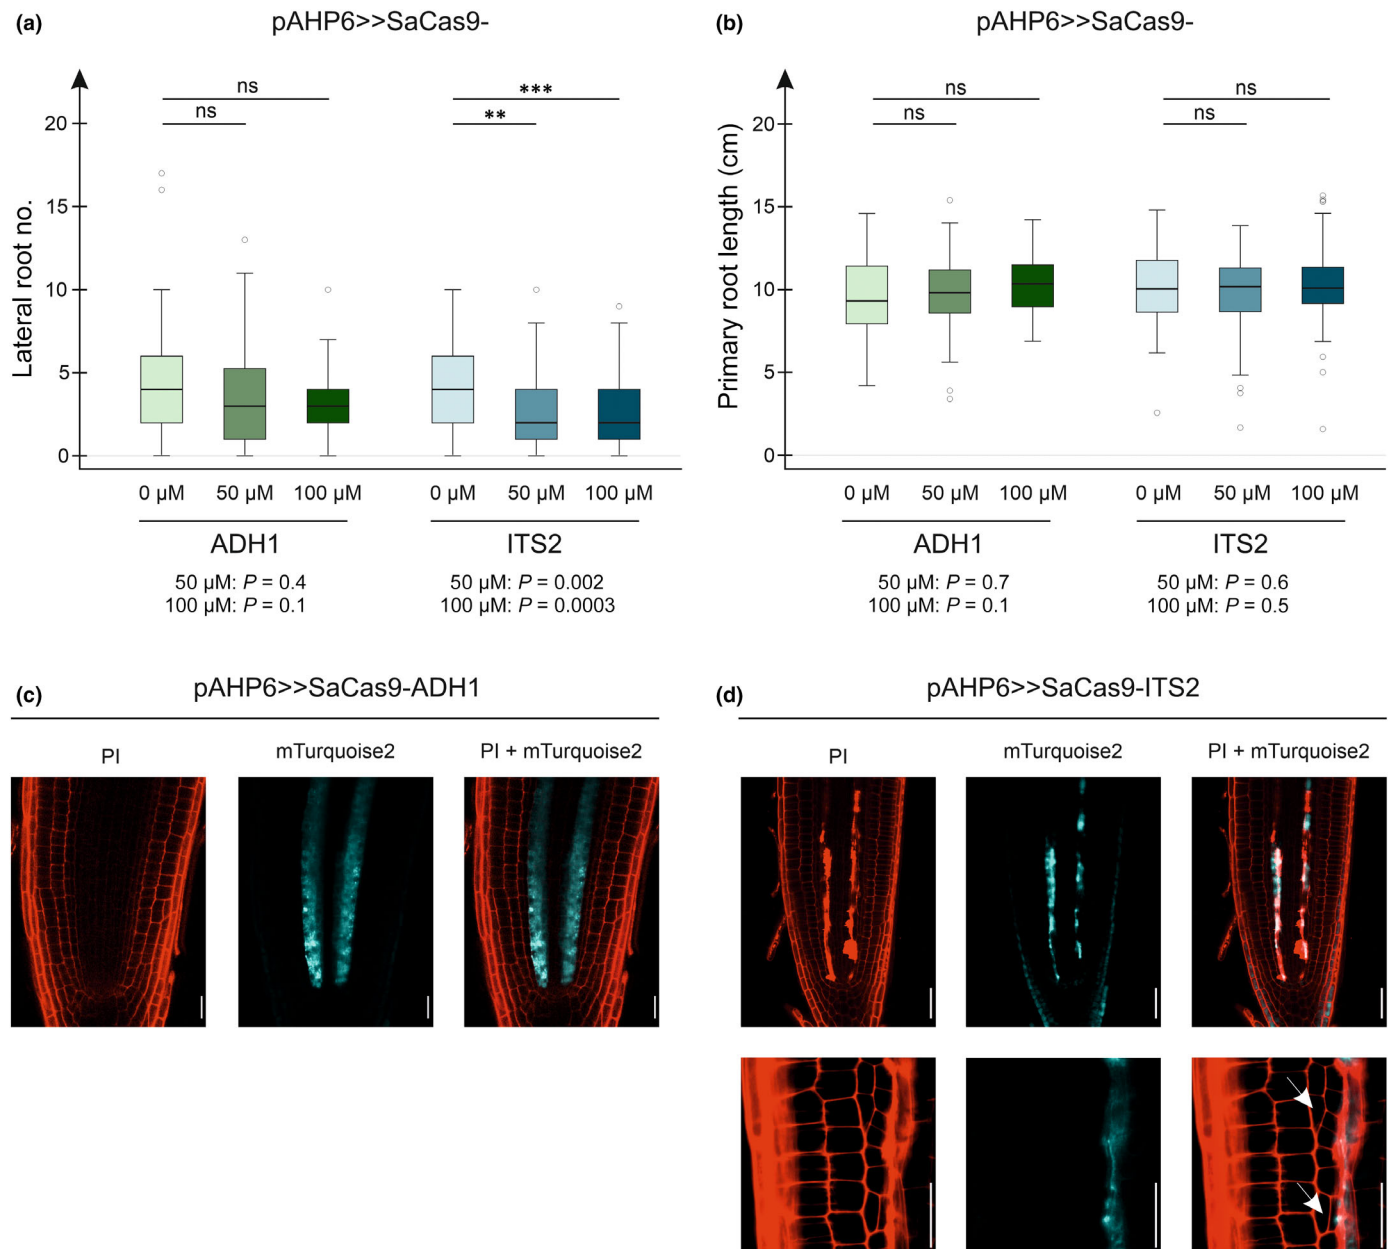 (a)
pAHP6>>SaCas9-
Lateral root no.
20
15
10
5
0
ns
ns
***
**
0 µM 50 µM 100 µM 0 µM 50 µM 100 µM
ADH1 ITS2
50 µM: P = 0.4
100 µM: P = 0.1
50 µM: P = 0.002
100 µM: P = 0.0003
(b)
pAHP6>>SaCas9-
Primary root length (cm)
20
15
10
5
0
ns
ns
ns
ns
0 µM 50 µM 100 µM 0 µM 50 µM 100 µM
ADH1 ITS2
50 µM: P = 0.7
100 µM: P = 0.1
50 µM: P = 0.6
100 µM: P = 0.5
(c)
pAHP6>>SaCas9-ADH1
PI mTurquoise2 PI + mTurquoise2
(d)
pAHP6>>SaCas9-ITS2
PI mTurquoise2 PI + mTurquoise2